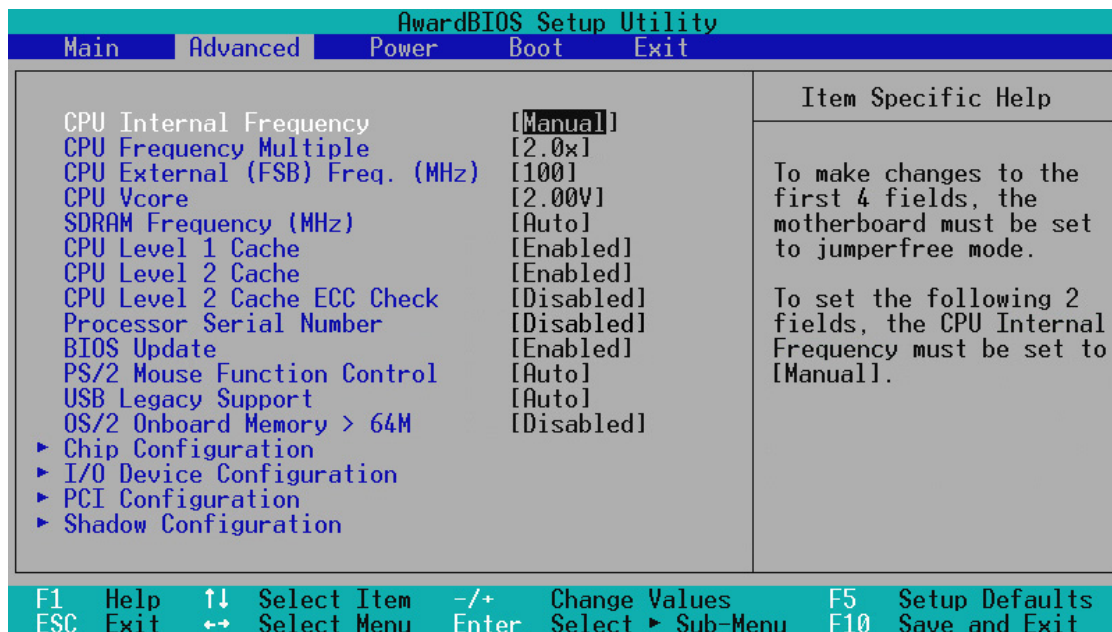 AwardBIOS Setup Utility
Main Advanced Power Boot Exit
CPU Internal Frequency [Manual]
CPU Frequency Multiple [2.0x]
CPU External (FSB) Freq. (MHz) [100]
CPU Vcore [2.00V]
SDRAM Frequency (MHz) [Auto]
CPU Level 1 Cache [Enabled]
CPU Level 2 Cache [Enabled]
CPU Level 2 Cache ECC Check [Disabled]
Processor Serial Number [Disabled]
BIOS Update [Enabled]
PS/2 Mouse Function Control [Auto]
USB Legacy Support [Auto]
OS/2 Onboard Memory > 64M [Disabled]
▶ Chip Configuration
▶ I/O Device Configuration
▶ PCI Configuration
▶ Shadow Configuration
Item Specific Help
To make changes to the
first 4 fields, the
motherboard must be set
to jumperfree mode.
To set the following 2
fields, the CPU Internal
Frequency must be set to
[Manual].
F1 Help ↑↓ Select Item -/+ Change Values F5 Setup Defaults
ESC Exit ←→ Select Menu Enter Select ▶ Sub-Menu F10 Save and Exit